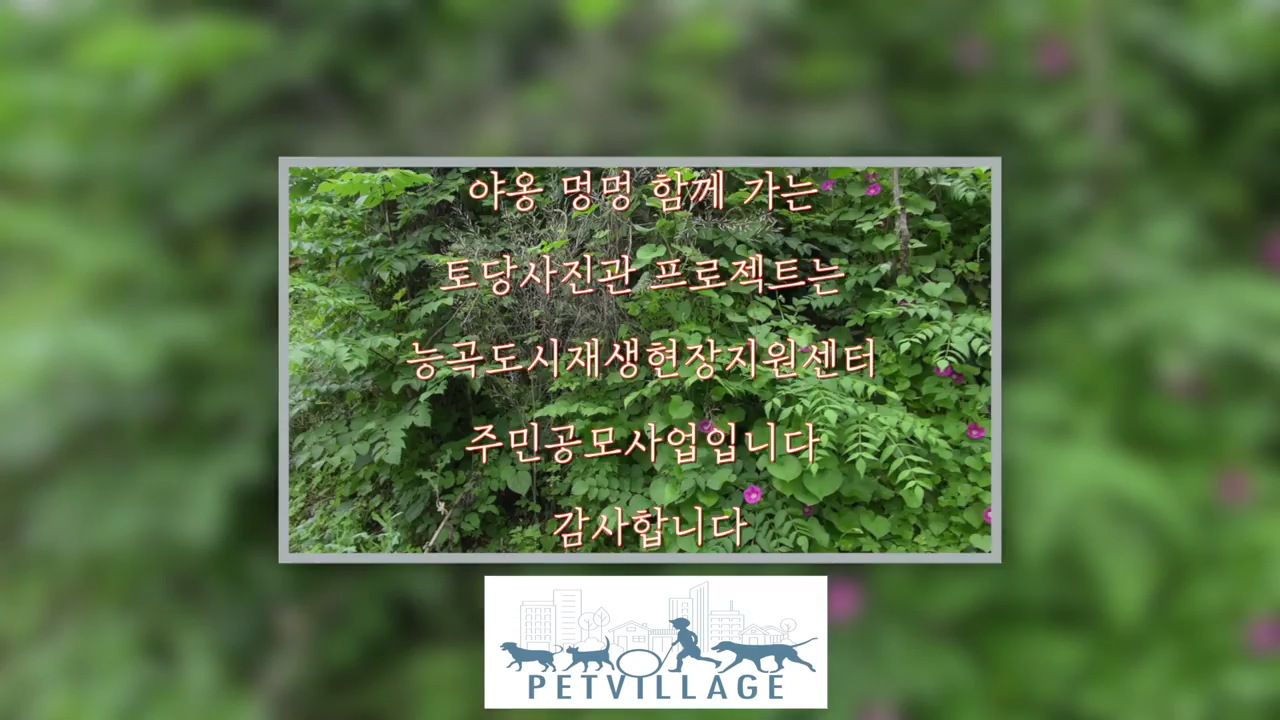 야옹 멍멍 함께 가는
토당사진관 프로젝트는
능곡도시재생현장지원센터
주민공모사업입니다
감사합니다
PETVILLAGE